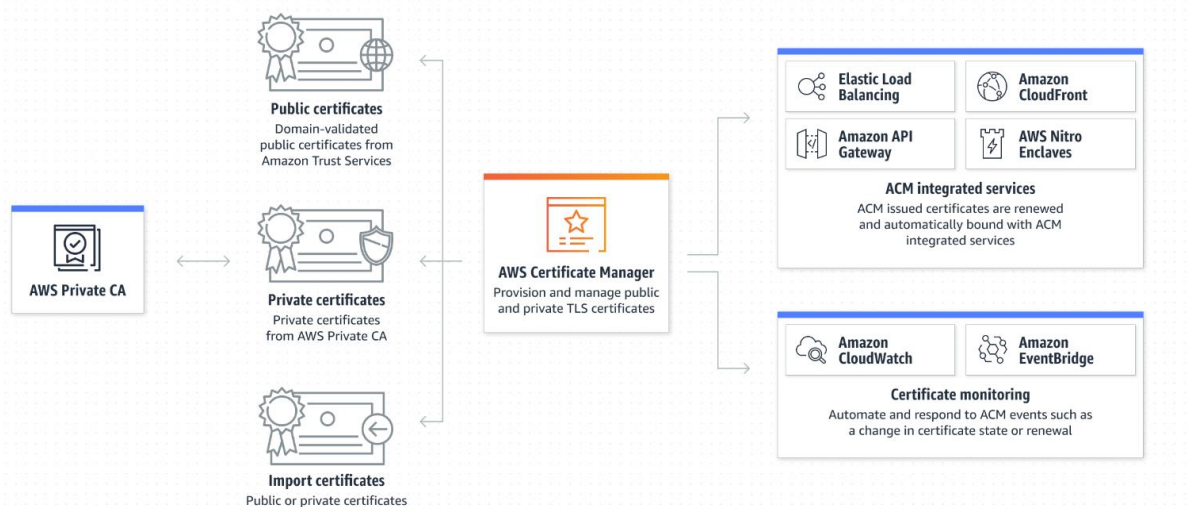 AWS Private CA
Public certificates
Domain-validated
public certificates from
Amazon Trust Services
Private certificates
Private certificates
from AWS Private CA
Import certificates
Public or private certificates
AWS Certificate Manager
Provision and manage public
and private TLS certificates
Elastic Load
Balancing
Amazon
CloudFront
Amazon API
Gateway
AWS Nitro
Enclaves
ACM integrated services
ACM issued certificates are renewed
and automatically bound with ACM
integrated services
Amazon
CloudWatch
Amazon
EventBridge
Certificate monitoring
Automate and respond to ACM events such as
a change in certificate state or renewal